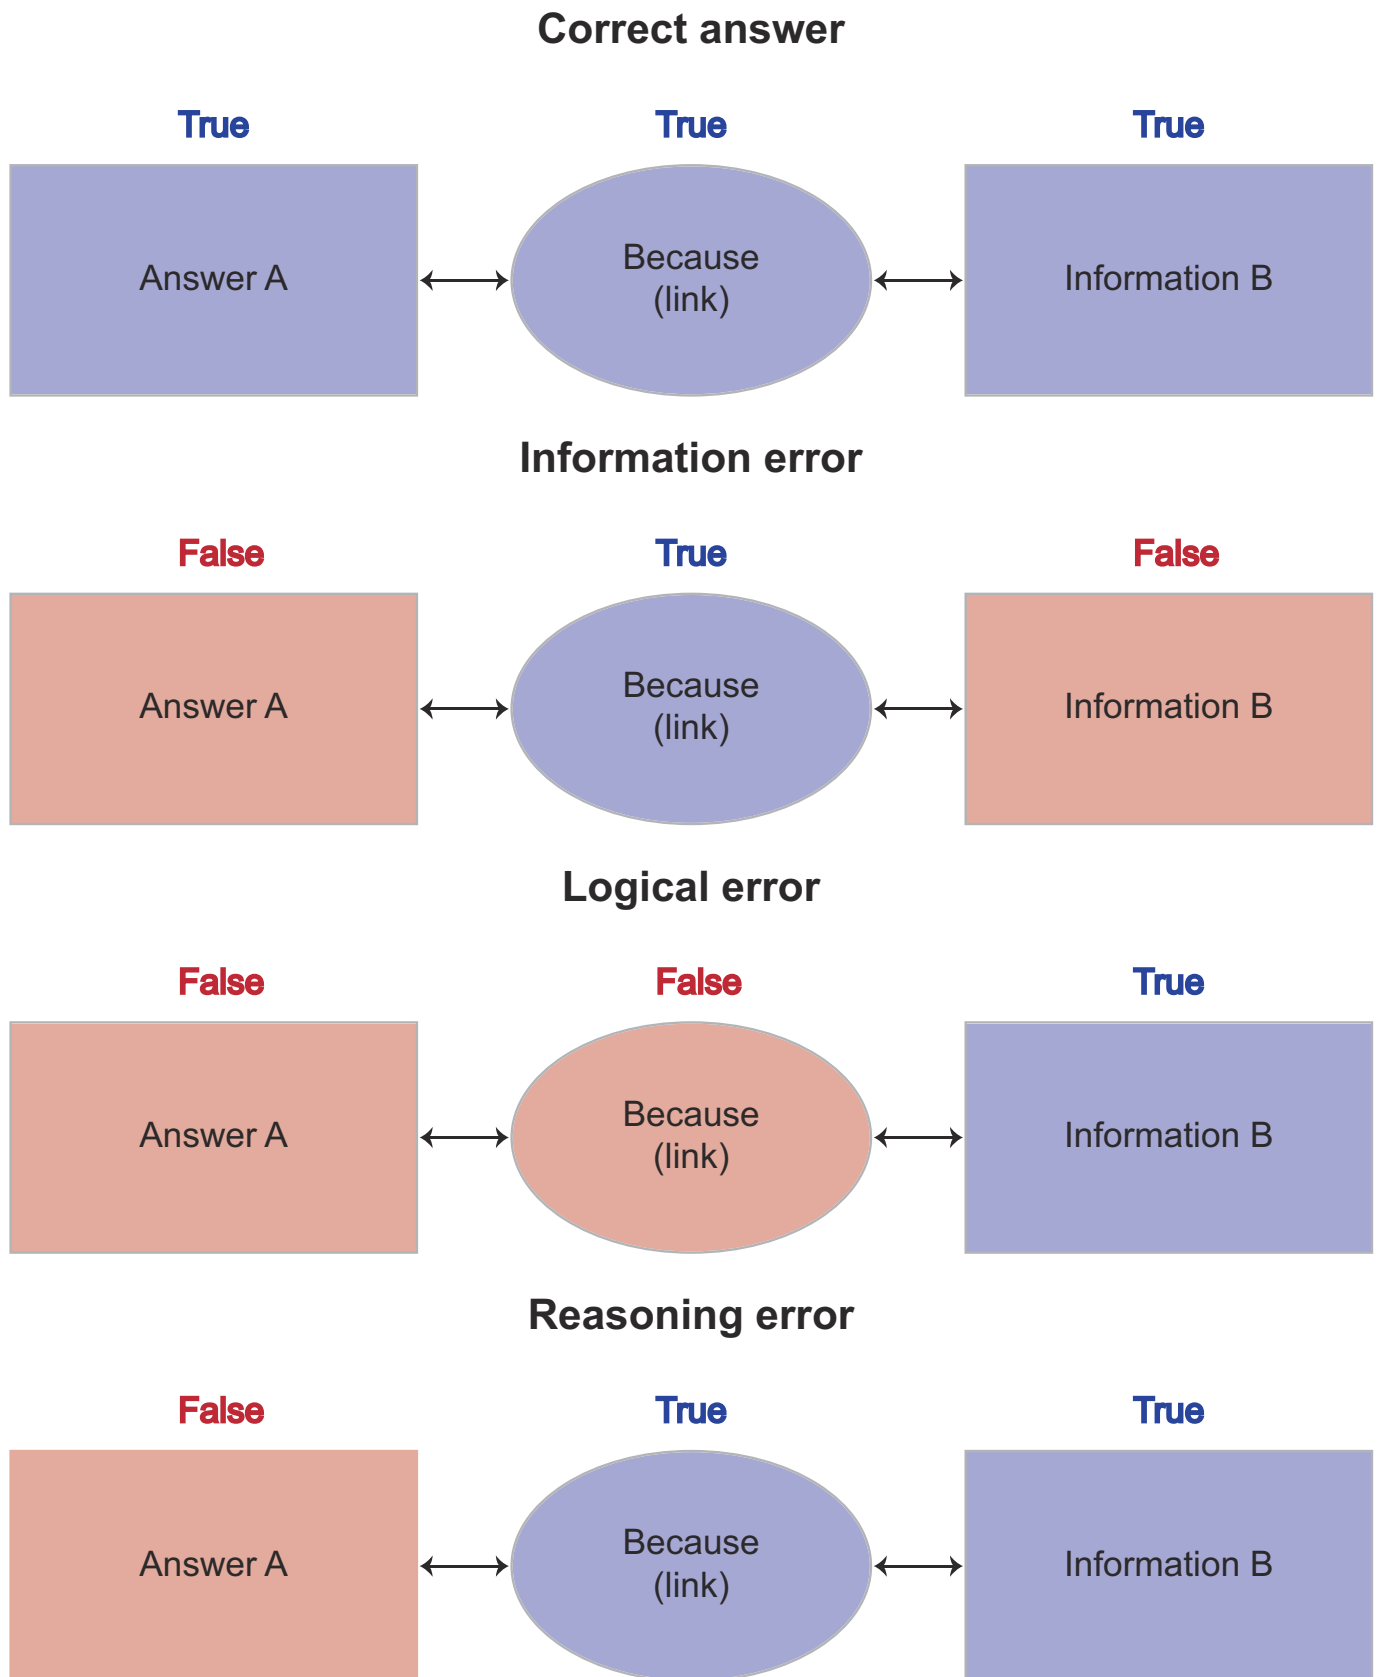 Correct answer
True True True
Answer A Because (link) Information B
Information error
False True False
Answer A Because (link) Information B
Logical error
False False True
Answer A Because (link) Information B
Reasoning error
False True True
Answer A Because (link) Information B